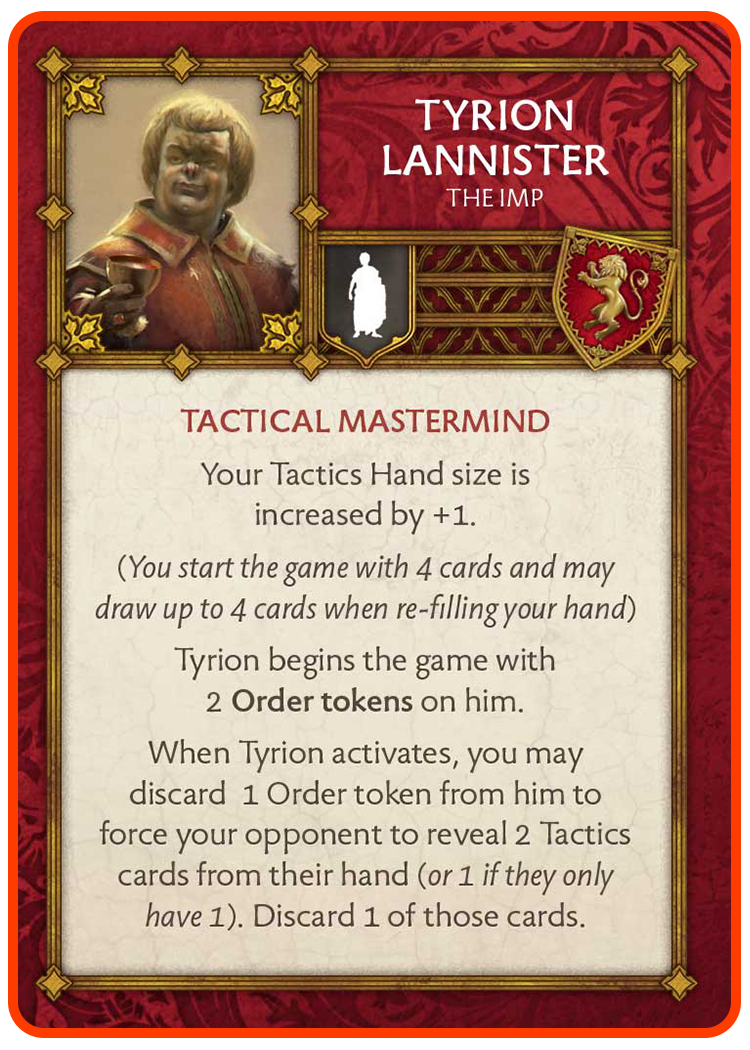 TYRION
LANNISTER
THE IMP
TACTICAL MASTERMIND
Your Tactics Hand size is
increased by +1.
(You start the game with 4 cards and may
draw up to 4 cards when re-filling your hand)
Tyrion begins the game with
2 Order tokens on him.
When Tyrion activates, you may
discard 1 Order token from him to
force your opponent to reveal 2 Tactics
cards from their hand (or 1 if they only
have 1). Discard 1 of those cards.